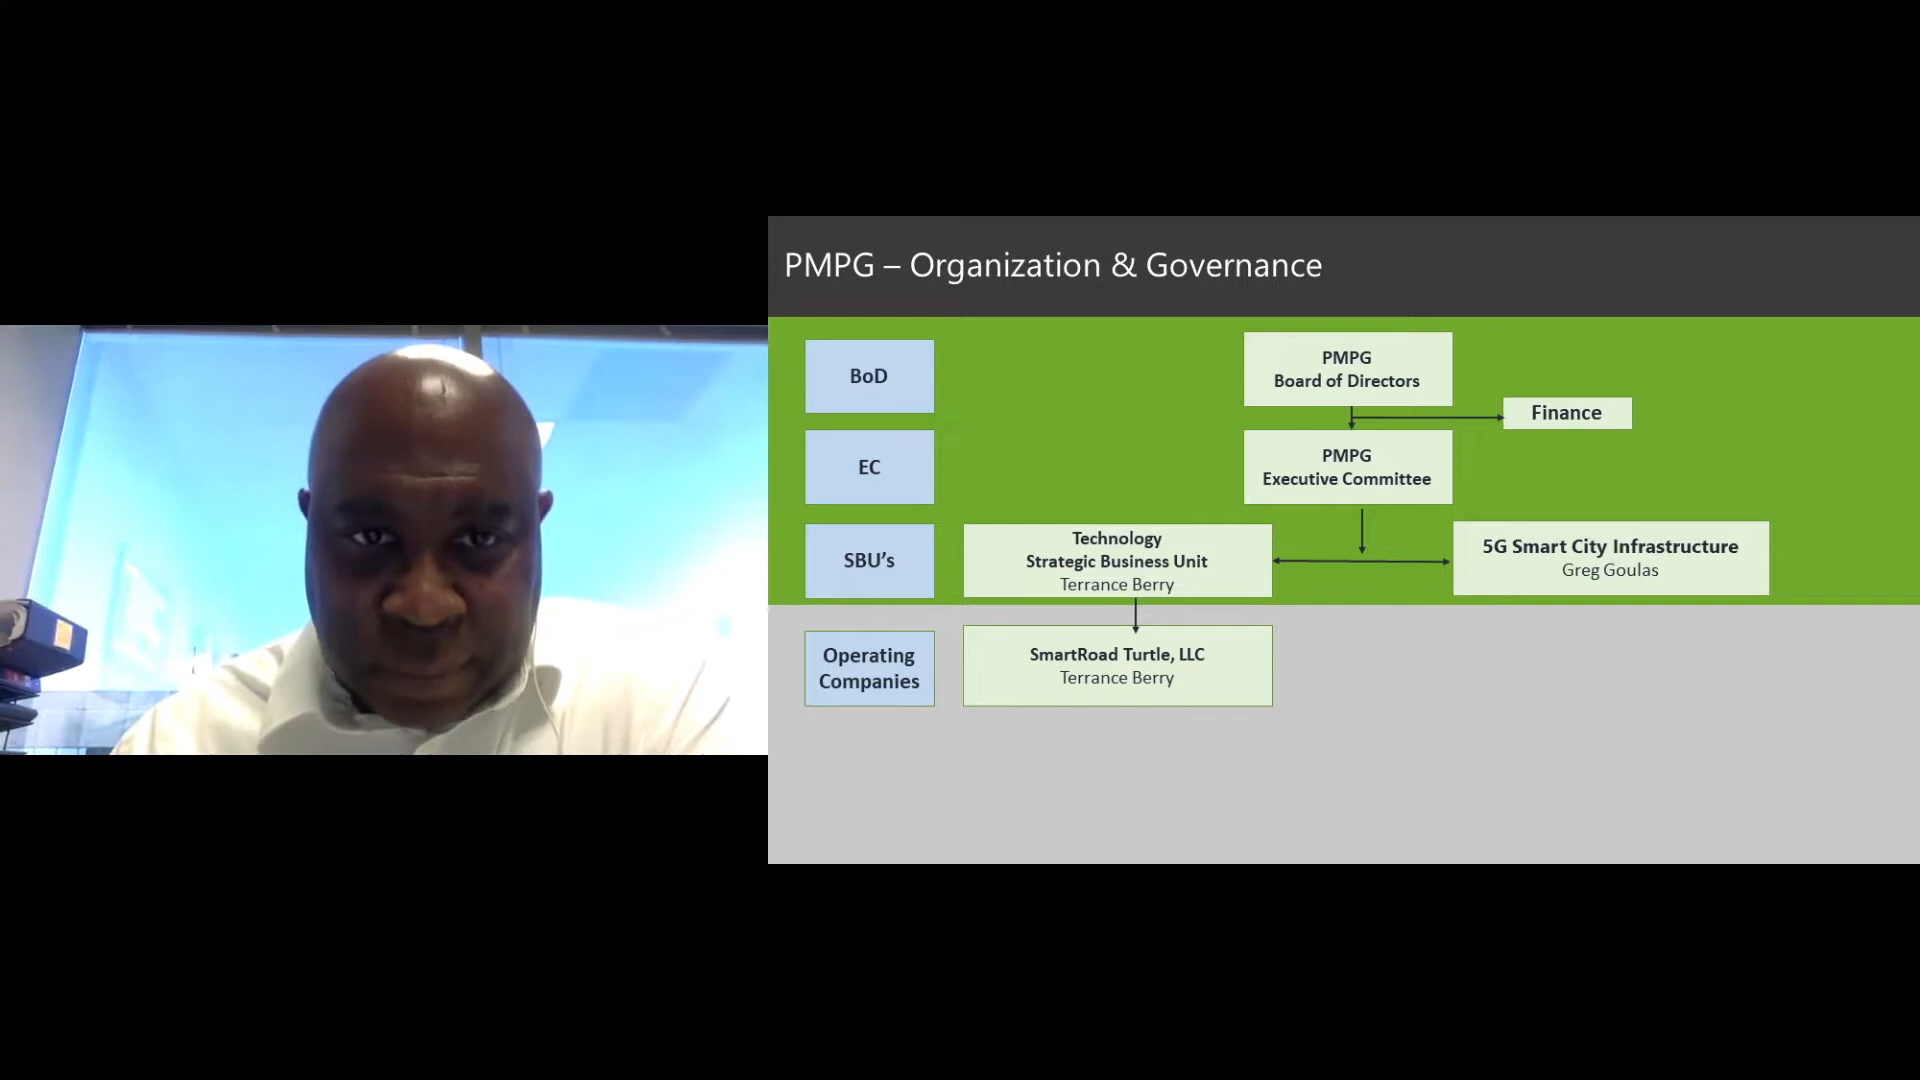 PMPG – Organization & Governance
BoD
PMPG
Board of Directors
Finance
EC
PMPG
Executive Committee
SBU's
Technology
Strategic Business Unit
Terrance Berry
5G Smart City Infrastructure
Greg Goulas
Operating
Companies
SmartRoad Turtle, LLC
Terrance Berry